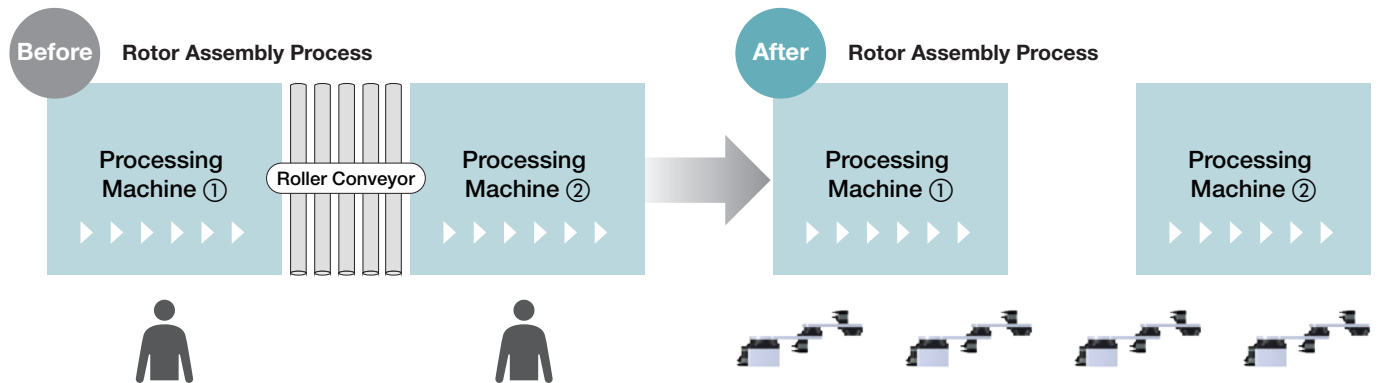 Before
Rotor Assembly Process
Processing
Machine ①
Roller Conveyor
Processing
Machine ②
After
Rotor Assembly Process
Processing
Machine ①
Processing
Machine ②